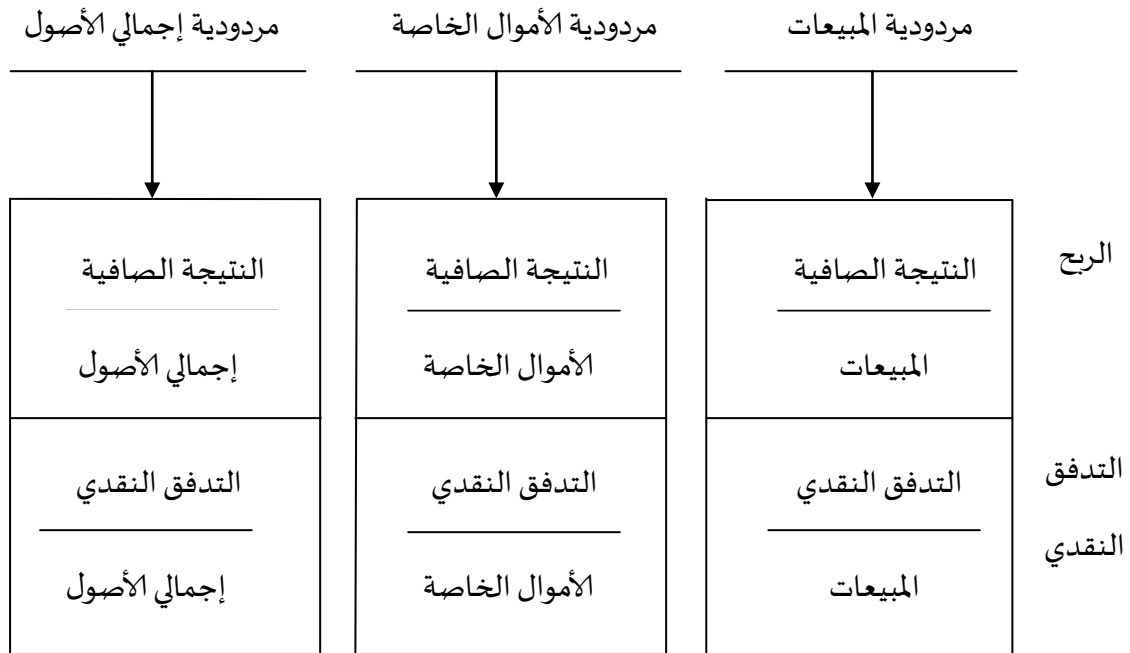 مردودية المبيعات
مردودية الأموال الخاصة
مردودية إجمالي الأصول
الربح
النتيجة الصافية
المبيعات
النتيجة الصافية
الأموال الخاصة
النتيجة الصافية
إجمالي الأصول
التدفق
النقدي
التدفق النقدي
المبيعات
التدفق النقدي
الأموال الخاصة
التدفق النقدي
إجمالي الأصول